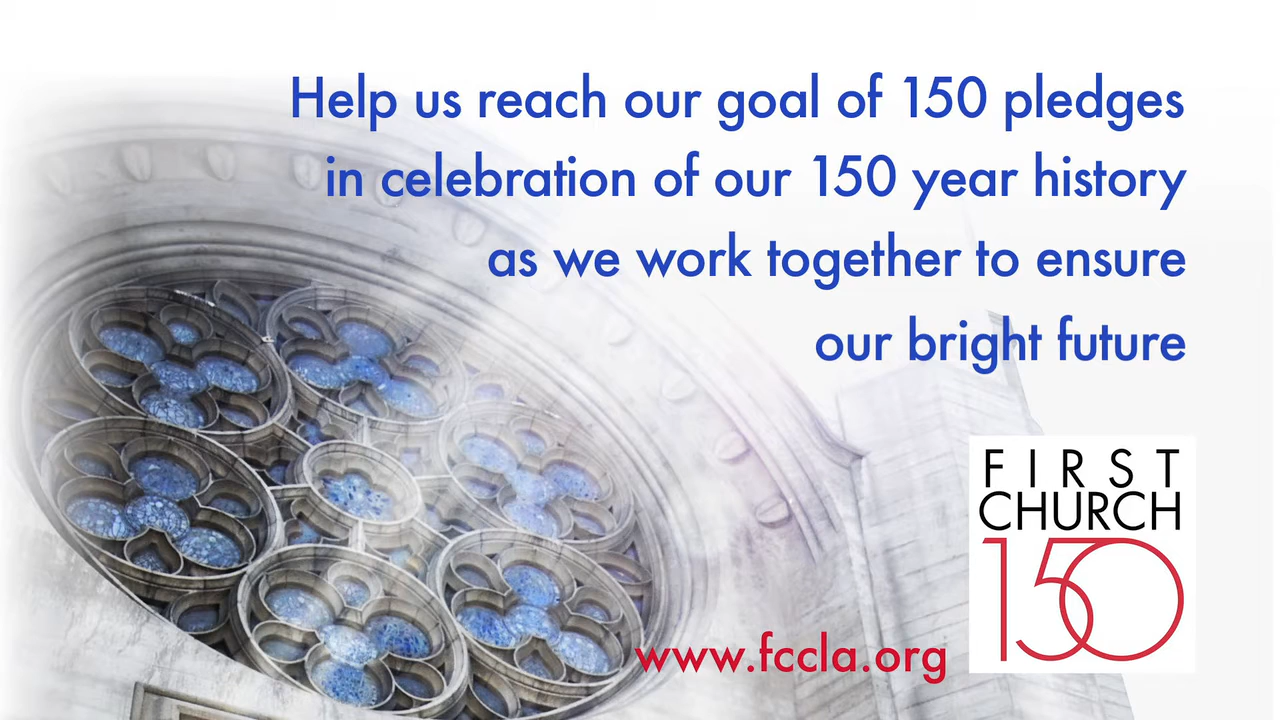 Help us reach our goal of 150 pledges
in celebration of our 150 year history
as we work together to ensure
our bright future
FIRST
CHURCH
150
www.fccla.org